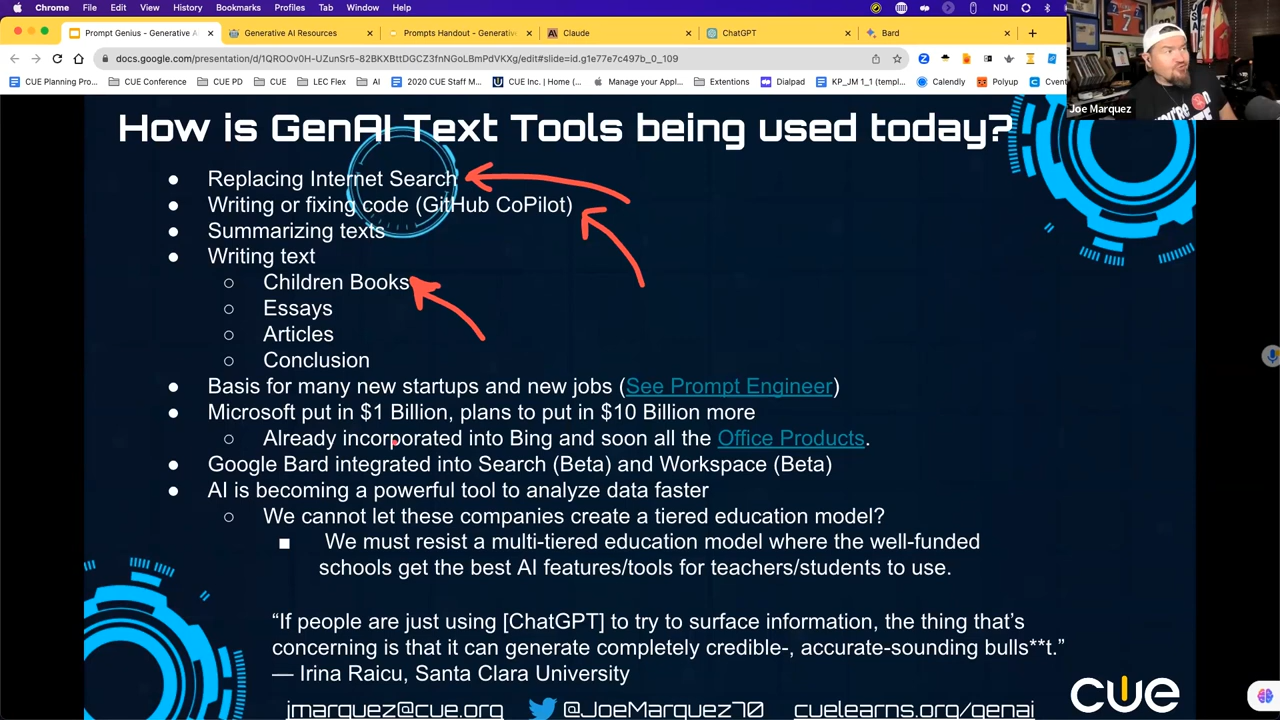 Chrome File Edit View History Bookmarks Profiles Tab Window Help NDI
Prompt Genius - Generative A
Generative AI Resources
Prompts Handout - Generative
Claude
ChatGPT
Bard
docs.google.com/presentation/d/1QROOv0H-UZunSr5-82BKXBttDLCZ3fnNGoLBmPdVKXg/edit#slide=id.g1e77c7e497b_0_109
CUE Planning Pro... CUE Conference CUE PD CUE LEC Flex AI 2020 CUE Staff M... CUE Inc. | Home (... Manage your Appl... Extentions Dialpad KP_JM 1_1 (templ... Calendly Polyup Cvent
Joe Marquez
How is GenAI Text Tools being used today?
● Replacing Internet Search
● Writing or fixing code (GitHub CoPilot)
● Summarizing texts
● Writing text
○ Children Books
○ Essays
○ Articles
○ Conclusion
● Basis for many new startups and new jobs (See Prompt Engineer)
● Microsoft put in $1 Billion, plans to put in $10 Billion more
○ Already incorporated into Bing and soon all the Office Products.
● Google Bard integrated into Search (Beta) and Workspace (Beta)
● AI is becoming a powerful tool to analyze data faster
○ We cannot let these companies create a tiered education model?
■ We must resist a multi-tiered education model where the well-funded
schools get the best AI features/tools for teachers/students to use.
“If people are just using [ChatGPT] to try to surface information, the thing that’s
concerning is that it can generate completely credible-, accurate-sounding bulls**t.”
— Irina Raicu, Santa Clara University
jmarquez@cue.org @JoeMarquez70 cuelearns.org/genai
cue